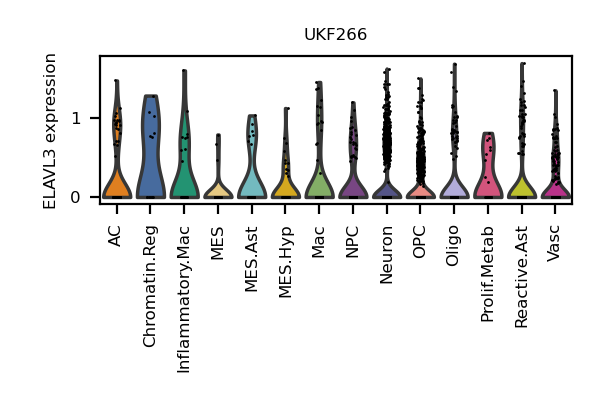 UKF266
ELAVL3 expression
1
0
AC
Chromatin.Reg
Inflammatory.Mac
MES
MES.Ast
MES.Hyp
Mac
NPC
Neuron
OPC
Oligo
Prolif.Metab
Reactive.Ast
Vasc